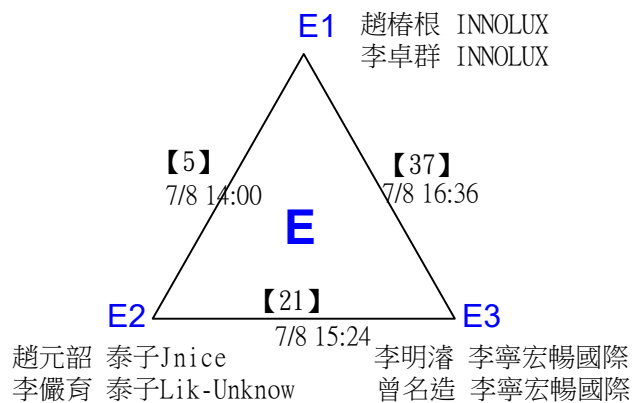 E1 趙椿根 INNOLUX
李卓群 INNOLUX
【5】
7/8 14:00
【37】
7/8 16:36
E
【21】
7/8 15:24
E2
E3
趙元韶 泰子Jnice
李儼育 泰子Lik-Unknow
李明濬 李寧宏暢國際
曾名造 李寧宏暢國際